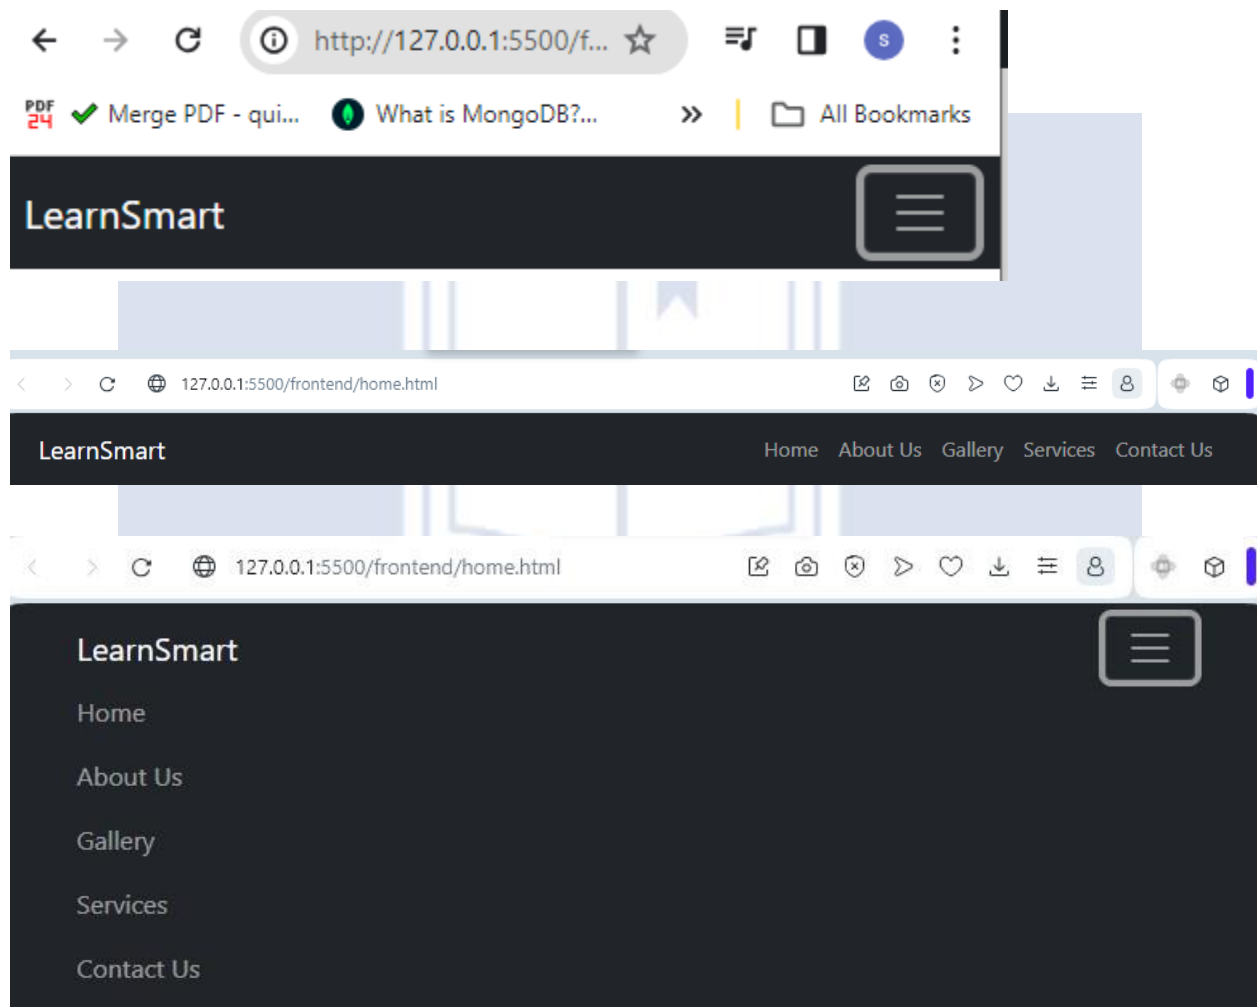 http://127.0.0.1:5500/f... S
PDF 24 Merge PDF - qui... What is MongoDB?... » All Bookmarks
LearnSmart
127.0.0.1:5500/frontend/home.html
LearnSmart Home About Us Gallery Services Contact Us
127.0.0.1:5500/frontend/home.html
LearnSmart
Home
About Us
Gallery
Services
Contact Us